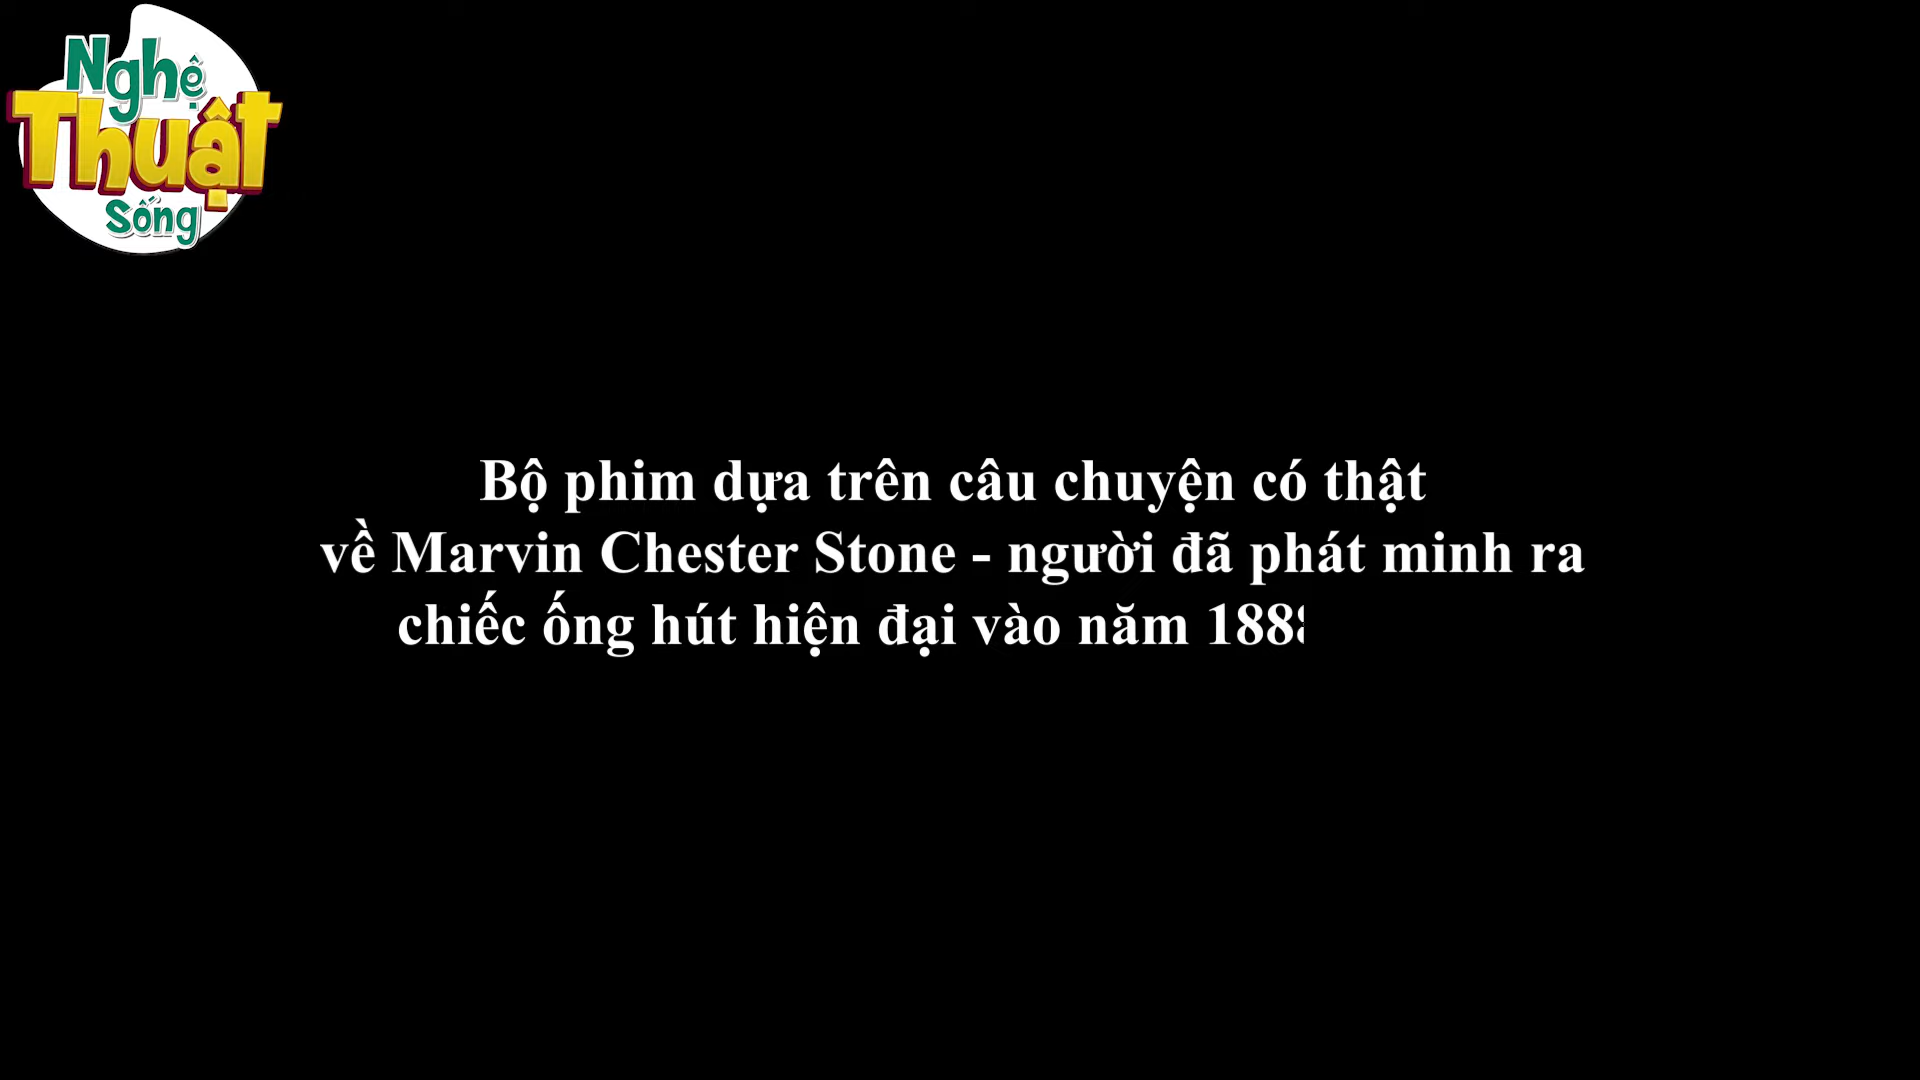 Nghệ
Thuật
Sống
Bộ phim dựa trên câu chuyện có thật
về Marvin Chester Stone - người đã phát minh ra
chiếc ống hút hiện đại vào năm 1888